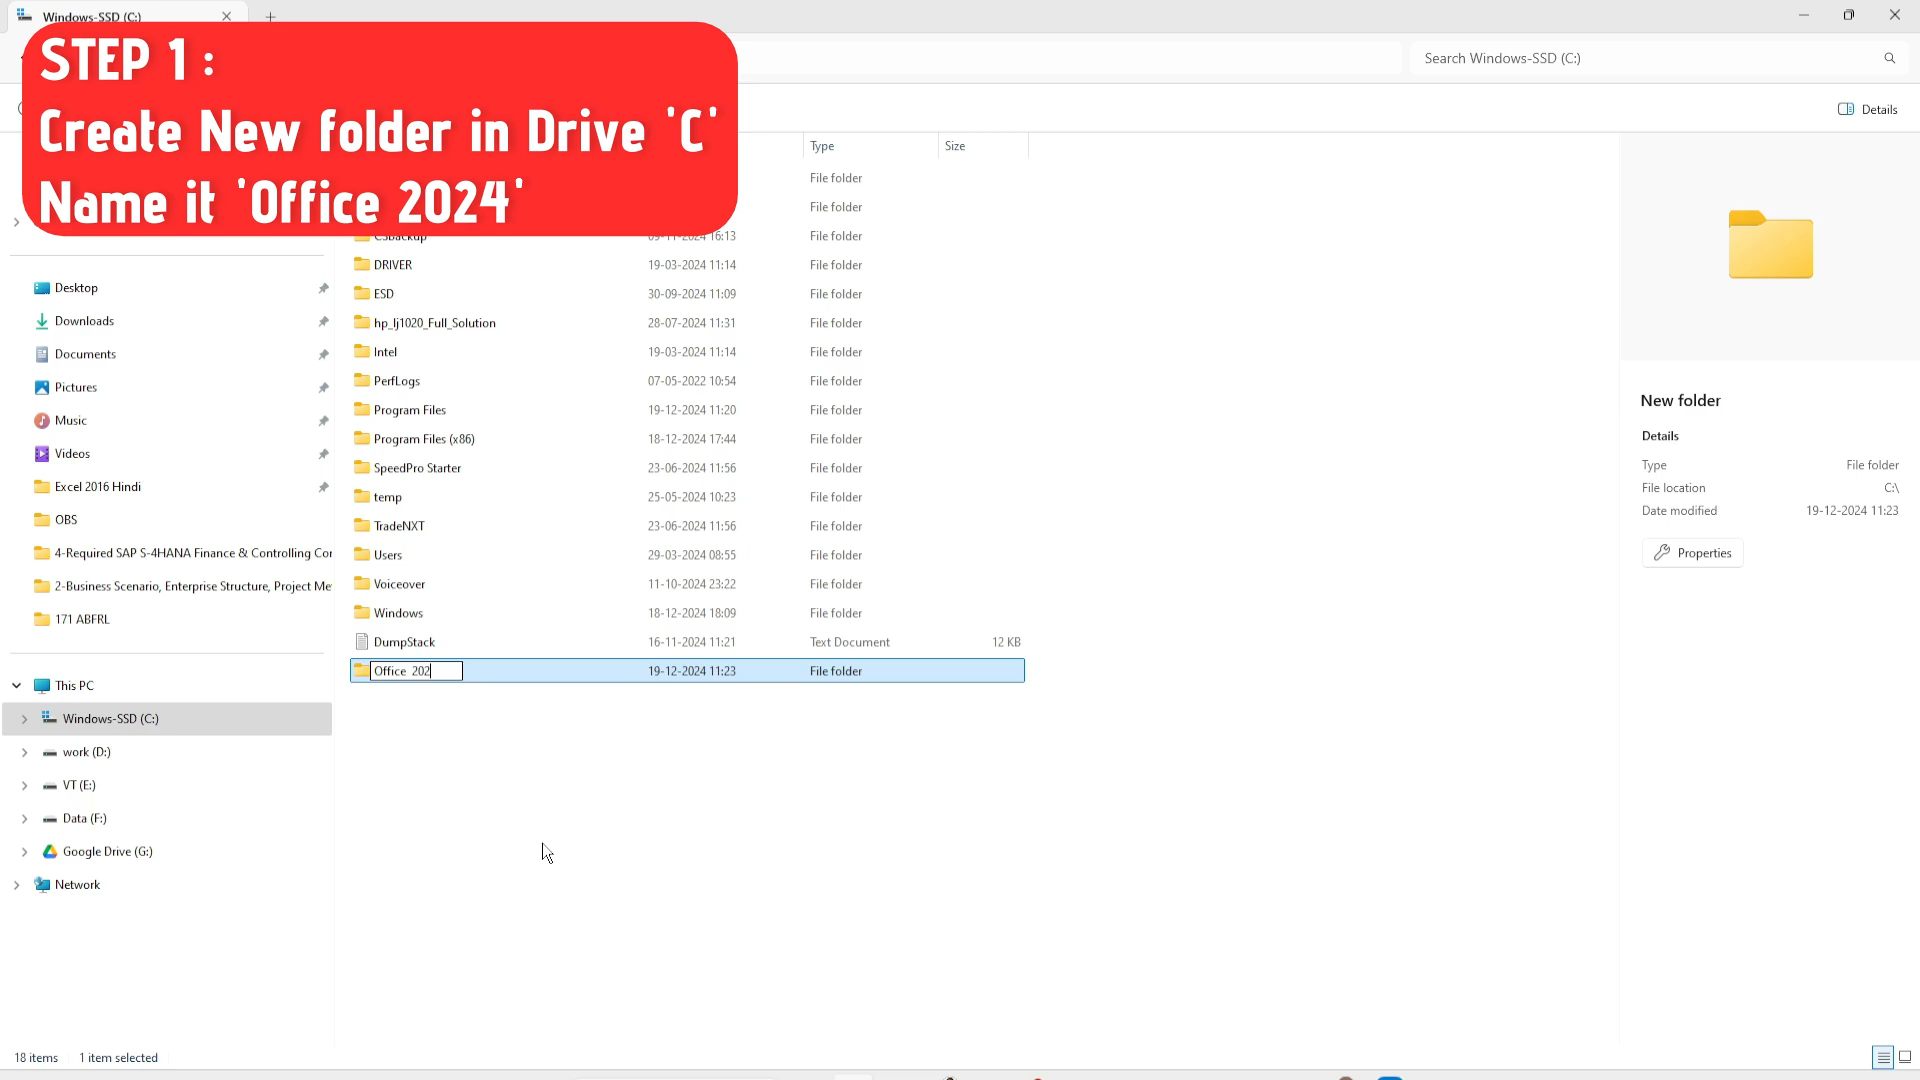 Windows-SSD (C:)
STEP 1 :
Create New folder in Drive 'C'
Name it 'Office 2024'
Search Windows-SSD (C:)
Details
Type Size
File folder
File folder
CSBackup 09-11-2024 16:13 File folder
DRIVER 19-03-2024 11:14 File folder
ESD 30-09-2024 11:09 File folder
hp_lj1020_Full_Solution 28-07-2024 11:31 File folder
Intel 19-03-2024 11:14 File folder
PerfLogs 07-05-2022 10:54 File folder
Program Files 19-12-2024 11:20 File folder
Program Files (x86) 18-12-2024 17:44 File folder
SpeedPro Starter 23-06-2024 11:56 File folder
temp 25-05-2024 10:23 File folder
TradeNXT 23-06-2024 11:56 File folder
Users 29-03-2024 08:55 File folder
Voiceover 11-10-2024 23:22 File folder
Windows 18-12-2024 18:09 File folder
DumpStack 16-11-2024 11:21 Text Document 12 KB
Office 202 19-12-2024 11:23 File folder
Desktop
Downloads
Documents
Pictures
Music
Videos
Excel 2016 Hindi
OBS
4-Required SAP S-4HANA Finance & Controlling Cor
2-Business Scenario, Enterprise Structure, Project Me
171 ABFRL
This PC
Windows-SSD (C:)
work (D:)
VT (E:)
Data (F:)
Google Drive (G:)
Network
New folder
Details
Type File folder
File location C:\
Date modified 19-12-2024 11:23
Properties
18 items 1 item selected